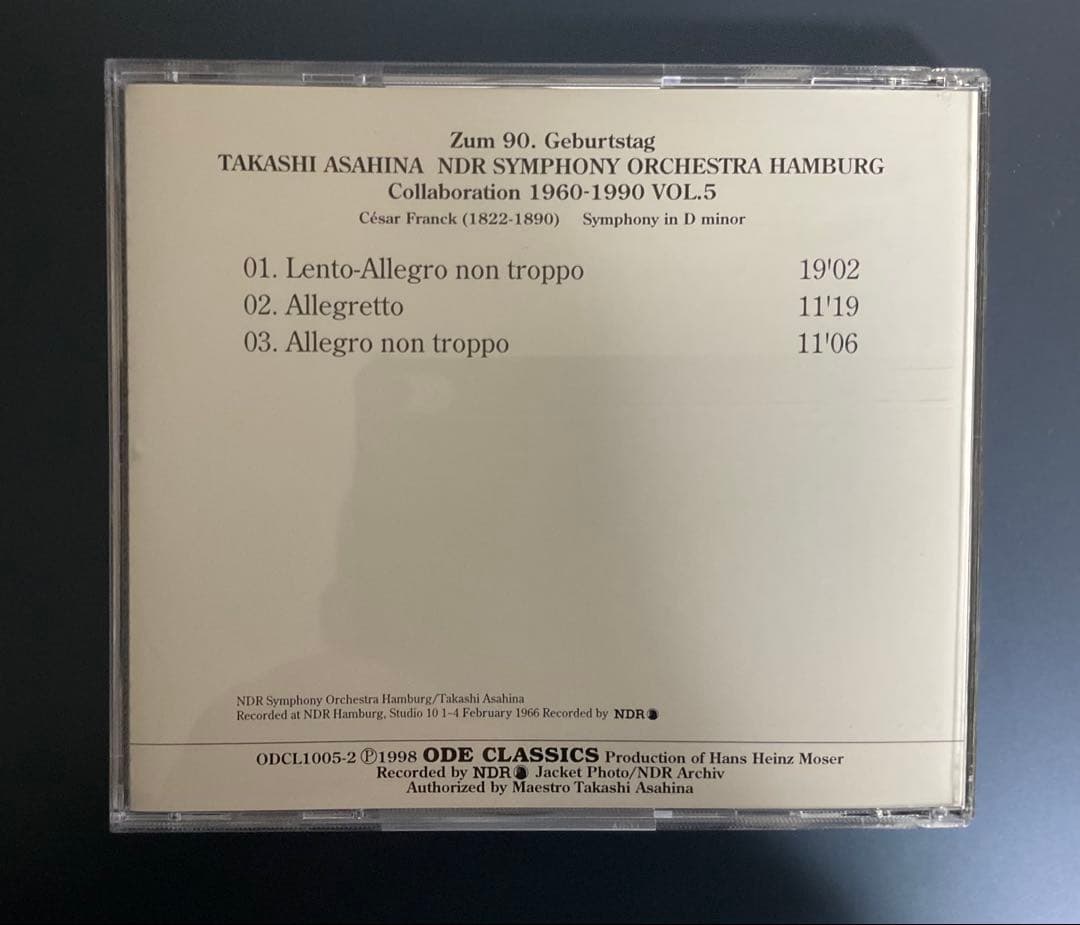 Zum 90. Geburtstag
TAKASHI ASAHINA NDR SYMPHONY ORCHESTRA HAMBURG
Collaboration 1960-1990 VOL.5
César Franck (1822-1890) Symphony in D minor
01. Lento-Allegro non troppo 19'02
02. Allegretto 11'19
03. Allegro non troppo 11'06
NDR Symphony Orchestra Hamburg/Takashi Asahina
Recorded at NDR Hamburg, Studio 10 1-4 February 1966 Recorded by NDR
ODCL1005-2 Ⓟ1998 ODE CLASSICS Production of Hans Heinz Moser
Recorded by NDR Jacket Photo/NDR Archiv
Authorized by Maestro Takashi Asahina